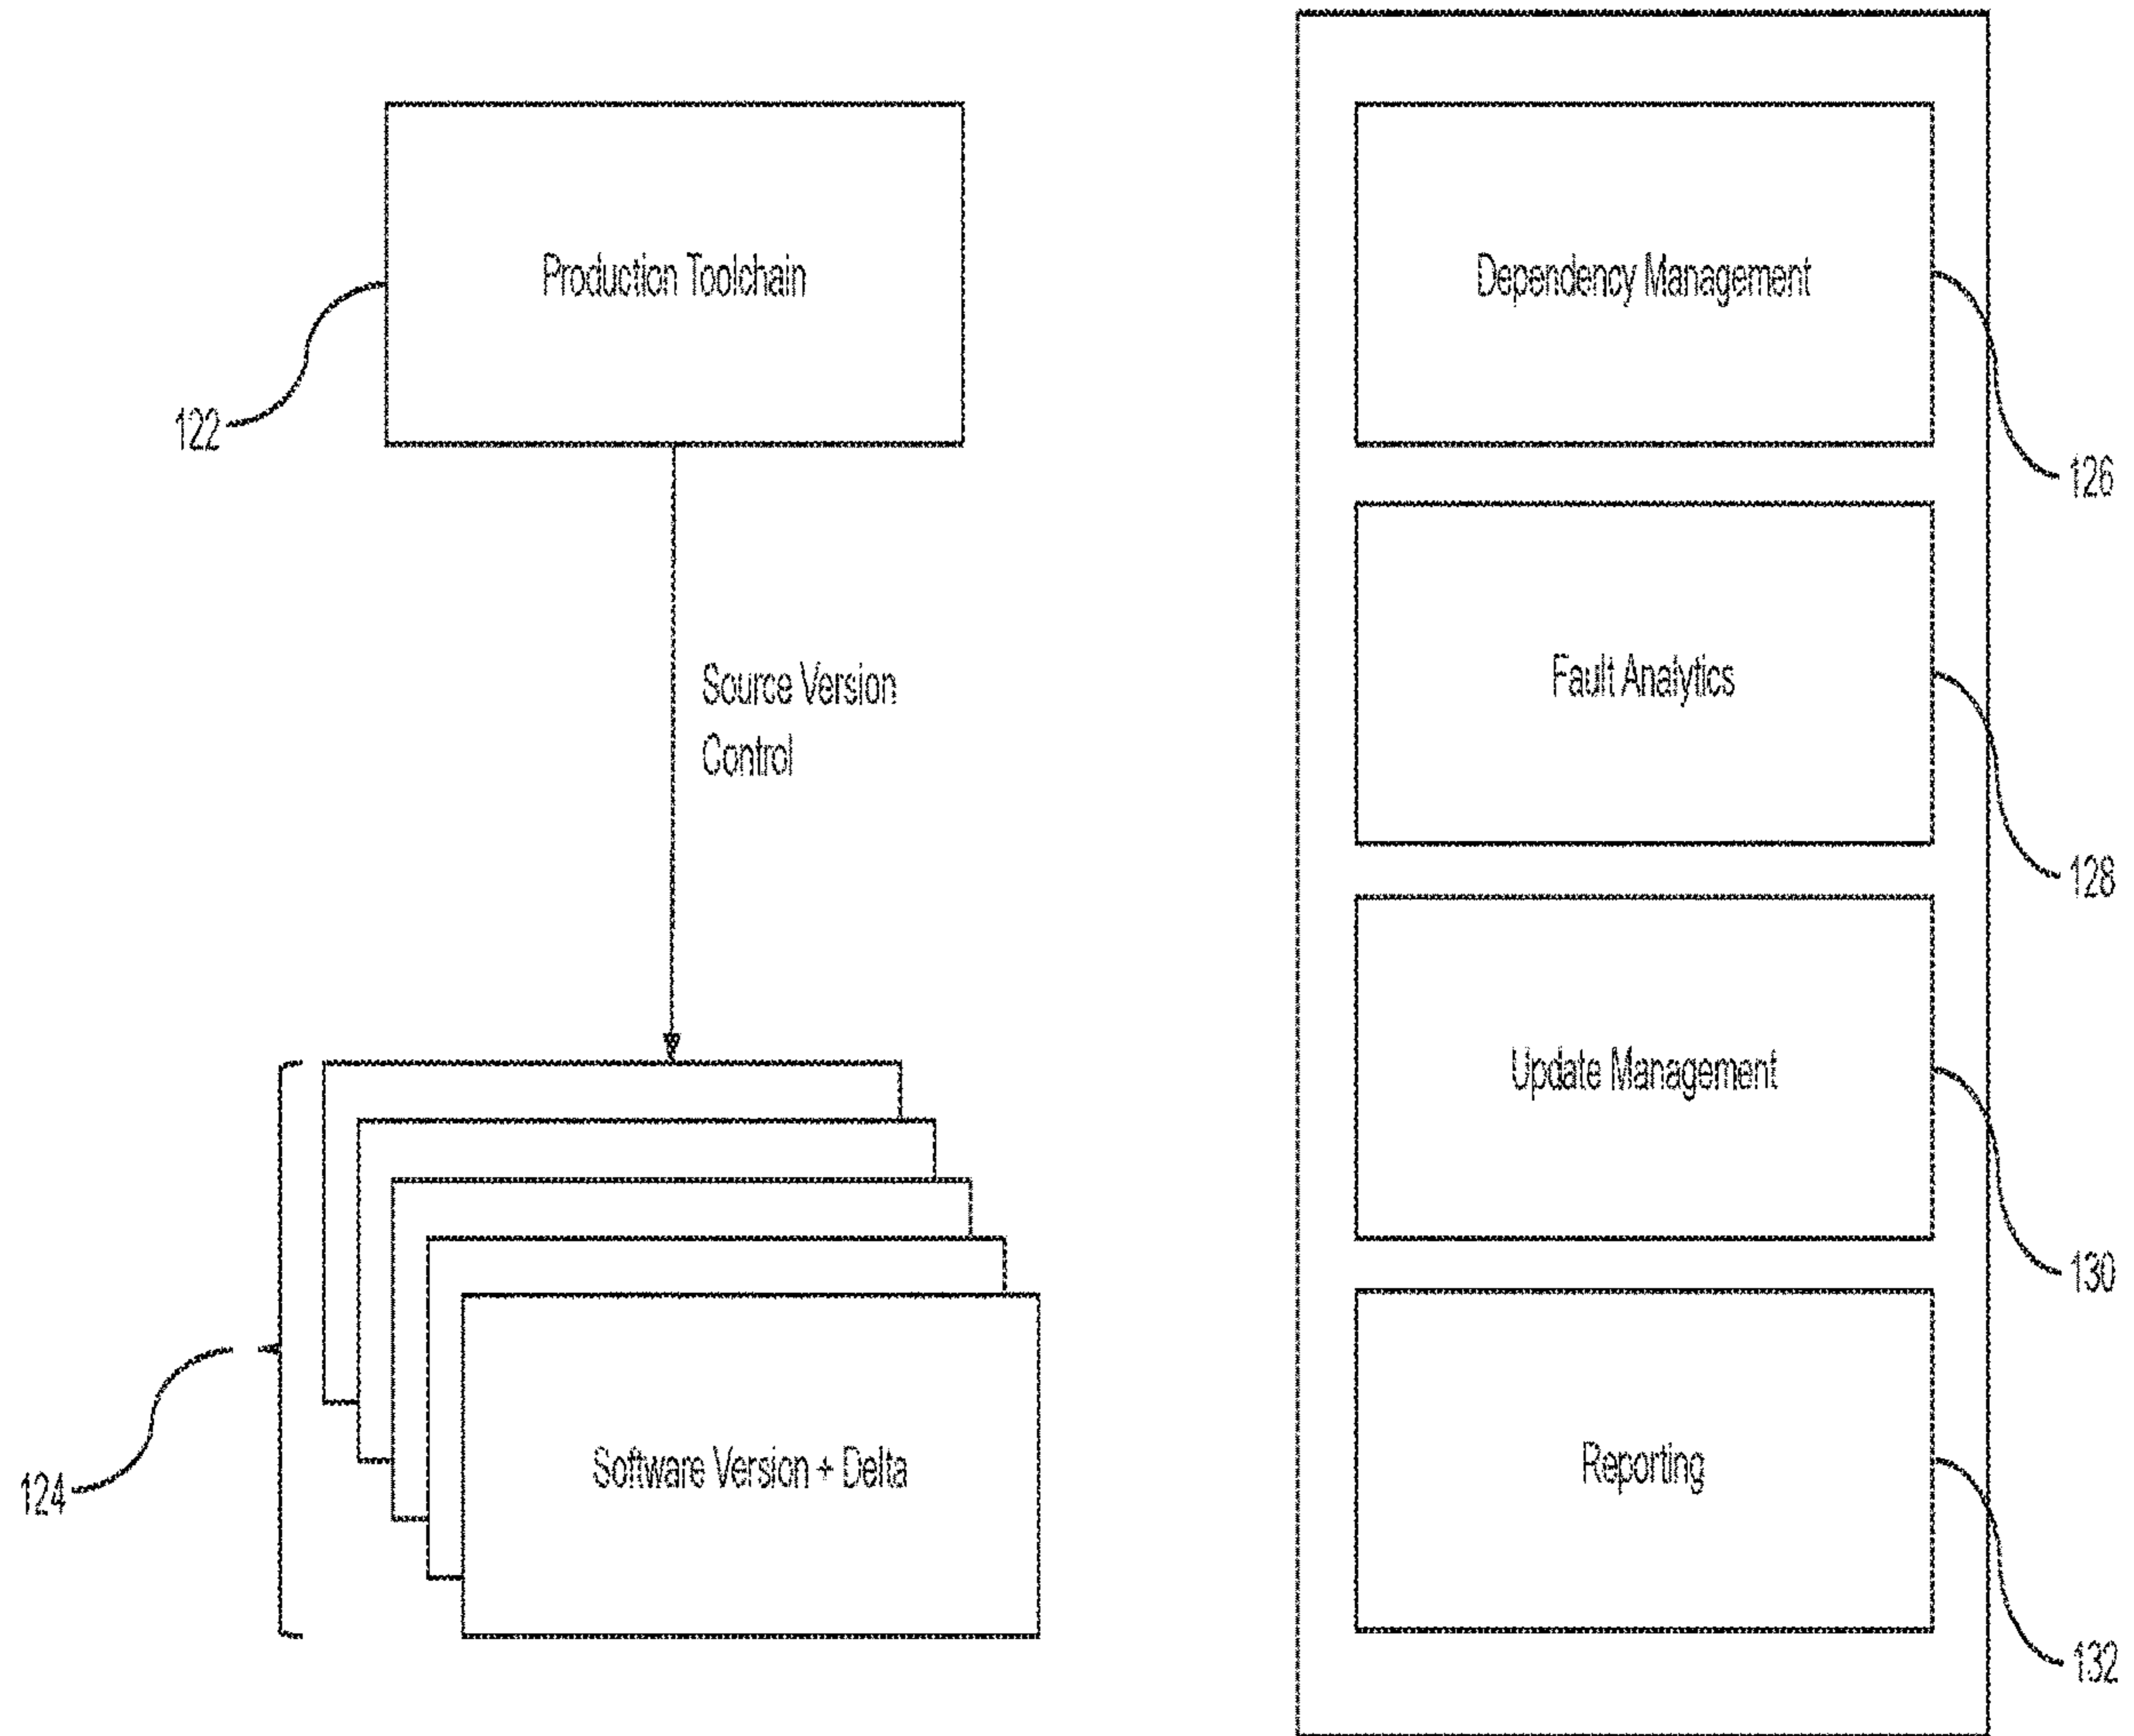 Production Toolchain
122
Source Version
Control
Software Version + Delta
124
Dependency Management
126
Fault Analytics
128
Update Management
130
Reporting
132